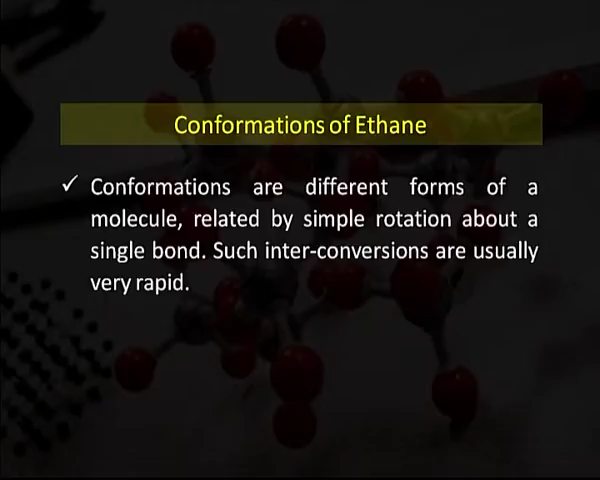 Conformations of Ethane
✓ Conformations are different forms of a
molecule, related by simple rotation about a
single bond. Such inter-conversions are usually
very rapid.